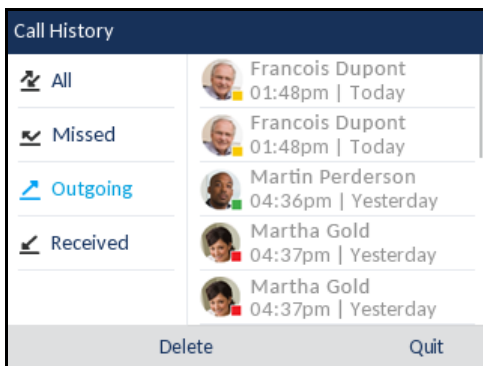 Call History
All
Missed
Outgoing
Received
Francois Dupont
01:48pm | Today
Francois Dupont
01:48pm | Today
Martin Perderson
04:36pm | Yesterday
Martha Gold
04:37pm | Yesterday
Martha Gold
04:37pm | Yesterday
Delete
Quit